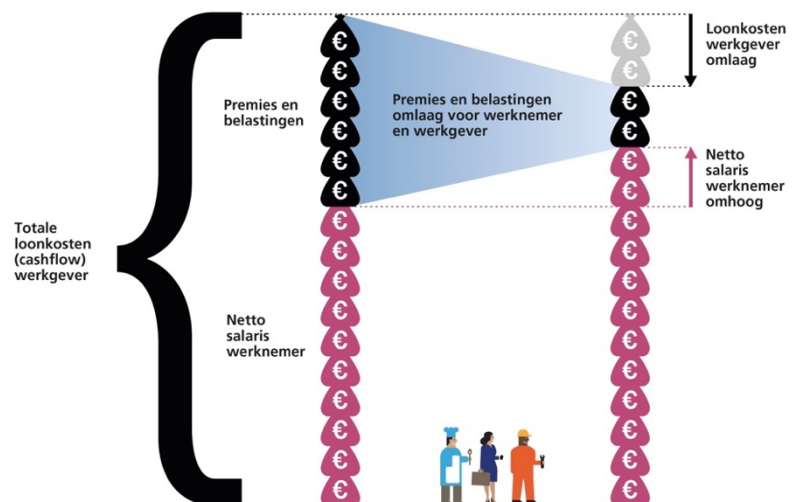 Totale
loonkosten
(cashflow)
werkgever
Premies en
belastingen
Netto
salaris
werknemer
Premies en belastingen
omlaag voor werknemer
en werkgever
Loonkosten
werkgever
omlaag
Netto
salaris
werknemer
omhoog